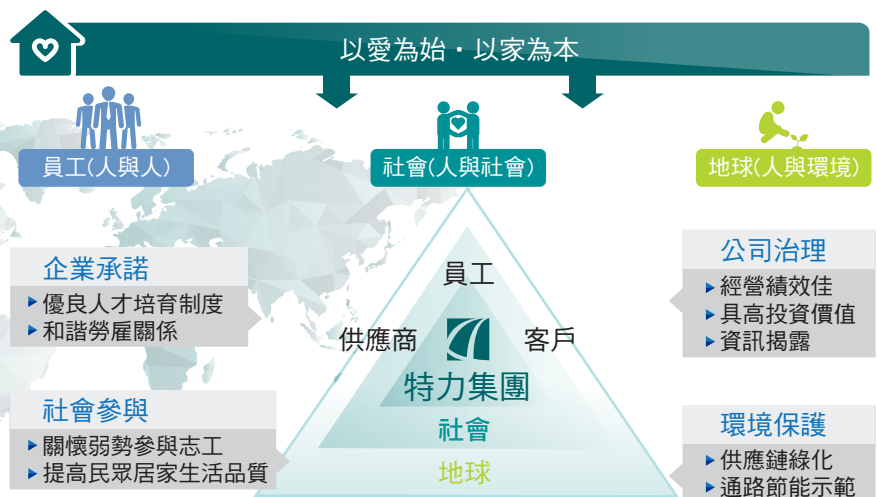 以愛為始・以家為本
員工(人與人)
社會(人與社會)
地球(人與環境)
企業承諾
優良人才培育制度
和諧勞雇關係
社會參與
關懷弱勢參與志工
提高民眾居家生活品質
員工
供應商
客戶
特力集團
社會
地球
公司治理
經營績效佳
具高投資價值
資訊揭露
環境保護
供應鏈綠化
通路節能示範